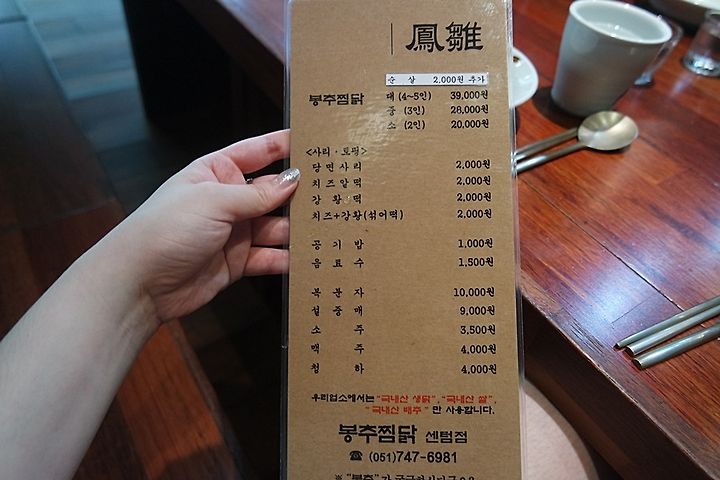 鳳雛
순 살 2,000원 추가
봉추찜닭 대 (4~5인) 39,000원
중 (3인) 28,000원
소 (2인) 20,000원
<사리 · 토핑>
당면사리 2,000원
치즈알떡 2,000원
강황떡 2,000원
치즈+강황(섞어떡) 2,000원
공기밥 1,000원
음료수 1,500원
복분자 10,000원
설중매 9,000원
소주 3,500원
맥주 4,000원
청하 4,000원
우리업소에서는 "국내산 생닭", "국내산 쌀",
"국내산 배추" 만 사용합니다.
봉추찜닭 센텀점
☎ (051)747-6981
※ "봉추"가